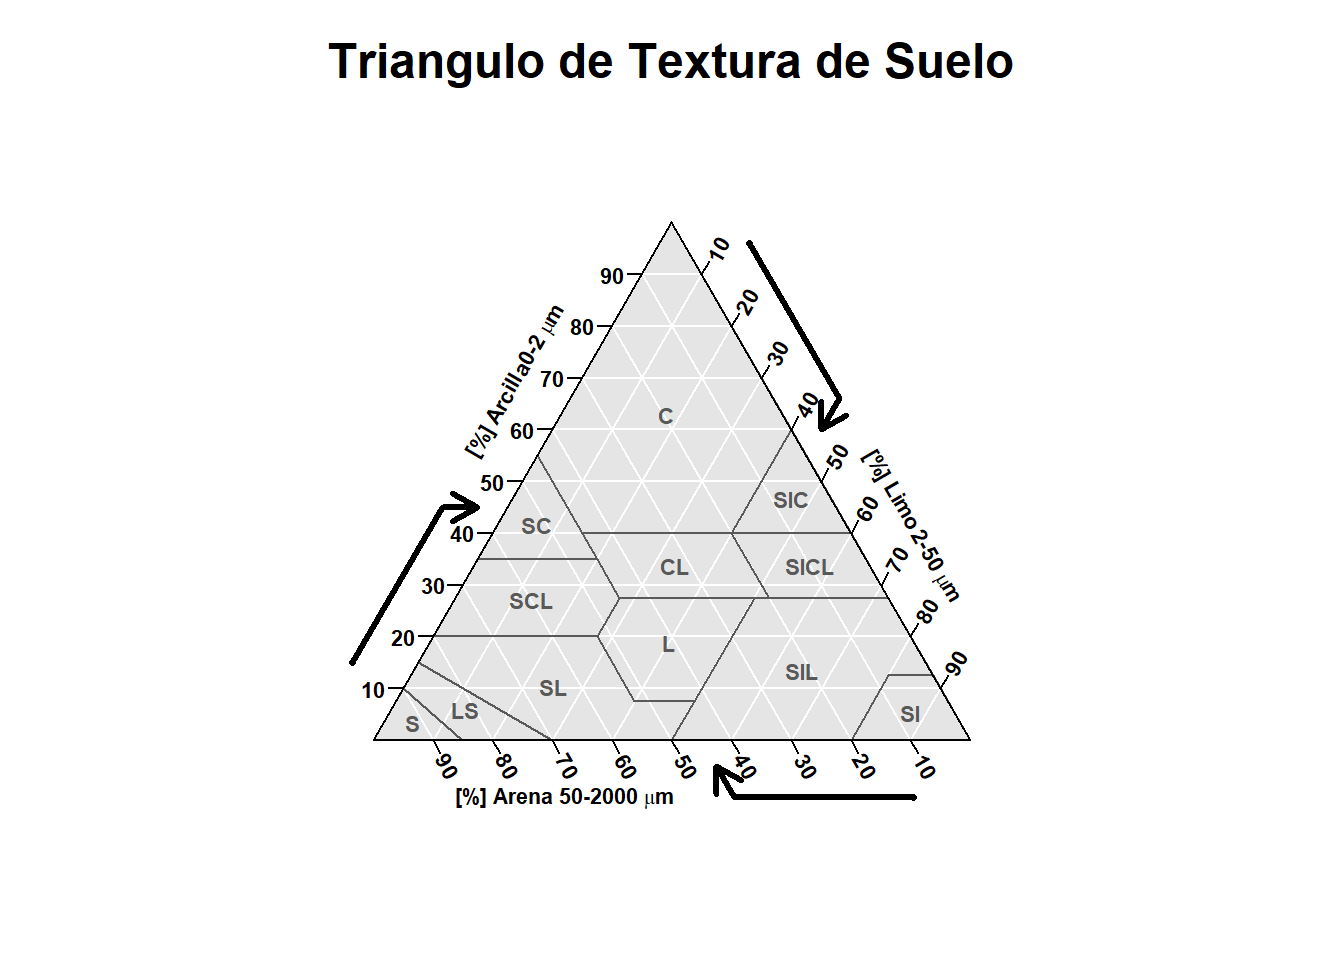 Triangulo de Textura de Suelo
[%] Arcilla0-2 μm
90
80
70
60
50
40
30
20
10
10
20
30
40
50
60
70
80
90
[%] Limo 2-50 μm
C
SIC
SC
CL
SICL
SCL
L
SIL
SL
LS
S
SI
90
80
70
60
50
40
30
20
10
[%] Arena 50-2000 μm